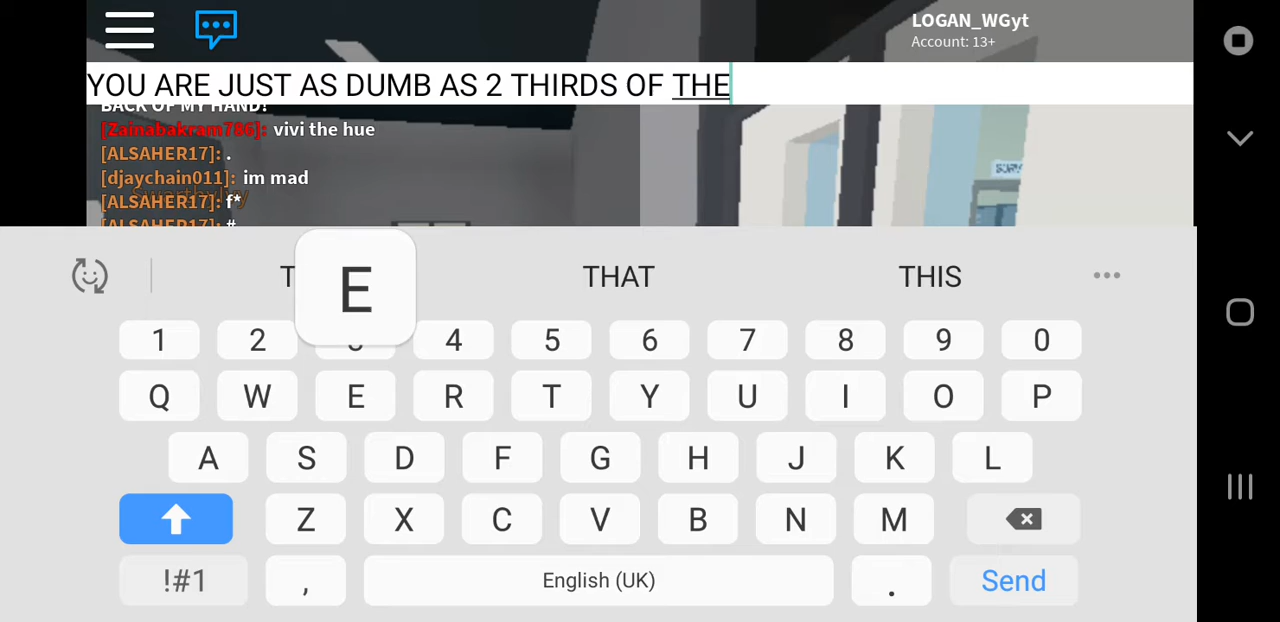 LOGAN_WGyt
Account: 13+
YOU ARE JUST AS DUMB AS 2 THIRDS OF THE
BACK OF MY HAND!
[Zainabakram786]: vivi the hue
[ALSAHER17]: .
[djaychain011]: im mad
[ALSAHER17]: f*
[ALSAHER17]: #
E
THAT
THIS
1 2 3 4 5 6 7 8 9 0
Q W E R T Y U I O P
A S D F G H J K L
Z X C V B N M
!#1 , English (UK) . Send